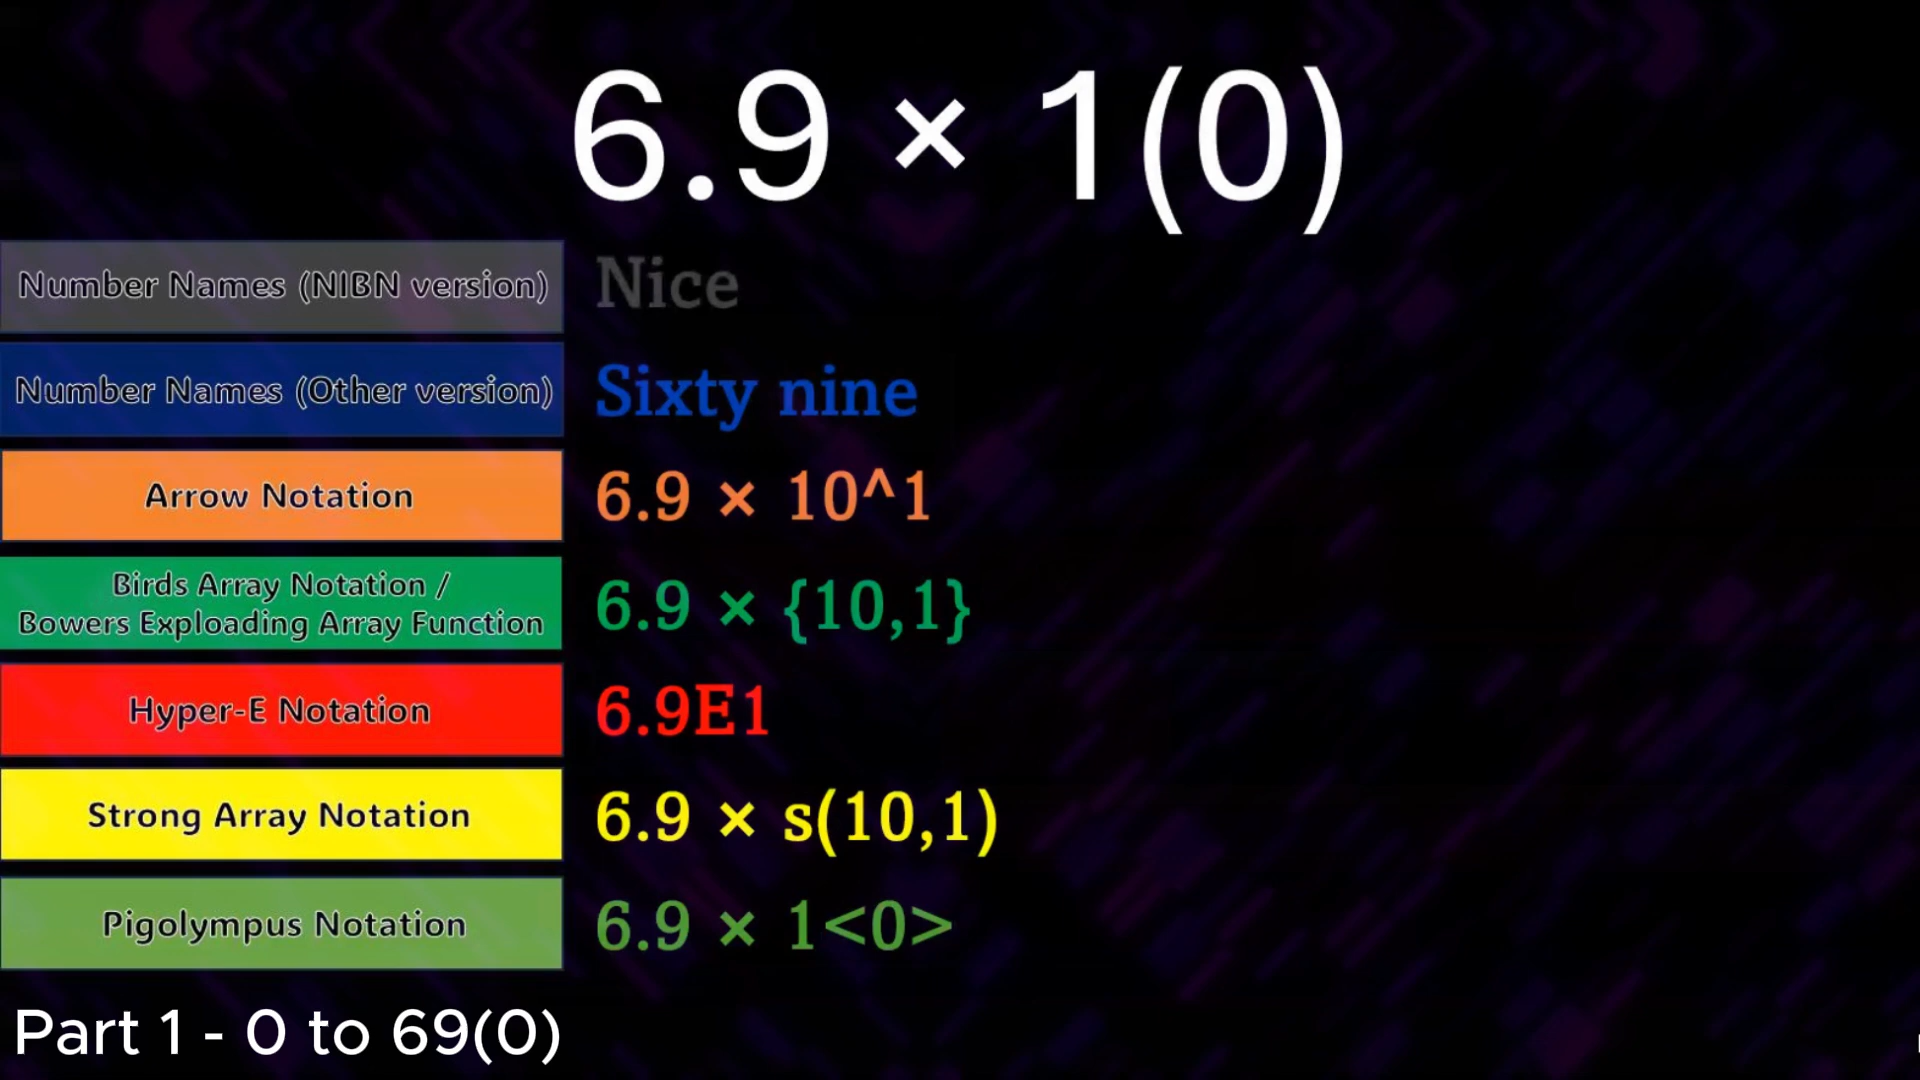 6.9 × 1(0)
Number Names (NIBN version) Nice
Number Names (Other version) Sixty nine
Arrow Notation 6.9 × 10^1
Birds Array Notation /
Bowers Exploading Array Function 6.9 × {10,1}
Hyper-E Notation 6.9E1
Strong Array Notation 6.9 × s(10,1)
Pigolympus Notation 6.9 × 1<0>
Part 1 - 0 to 69(0)